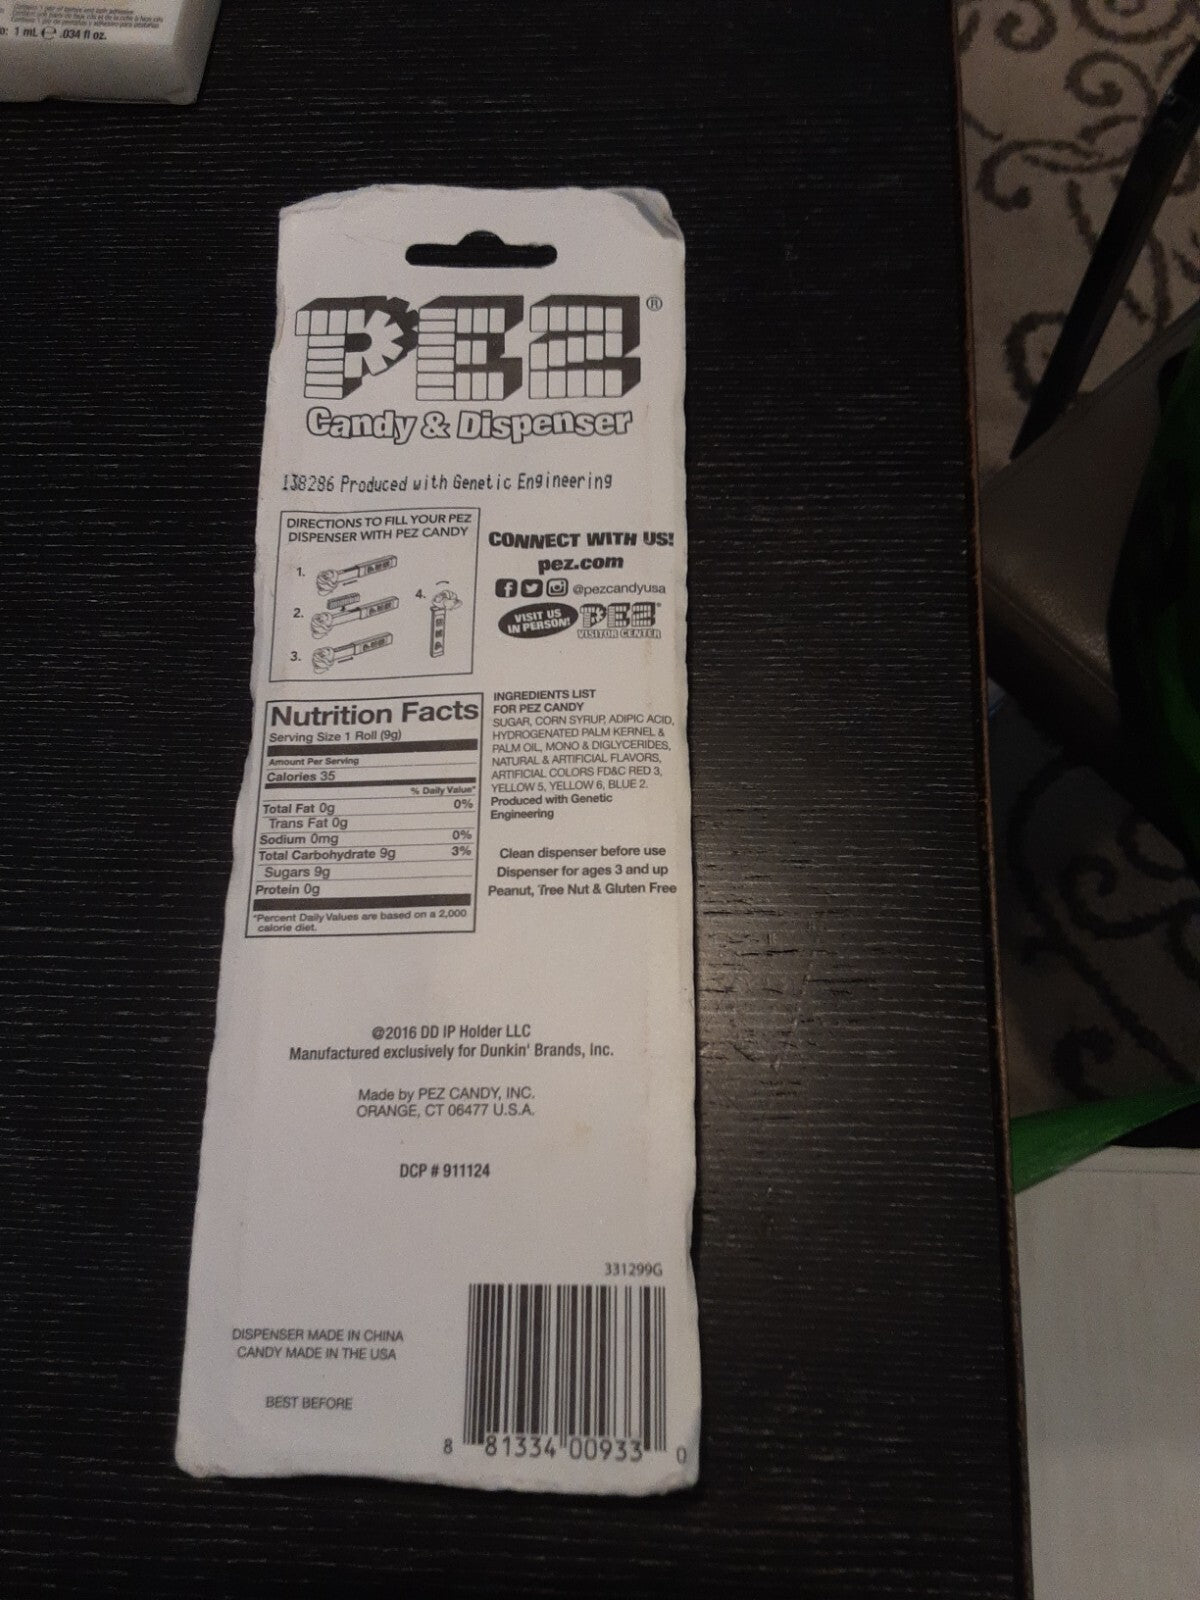 : 1 mL ℮ .034 fl oz.
PEZ®
Candy & Dispenser
138286 Produced with Genetic Engineering
DIRECTIONS TO FILL YOUR PEZ
DISPENSER WITH PEZ CANDY
1.
2.
3.
4.
CONNECT WITH US!
pez.com
@pezcandyusa
VISIT US
IN PERSON!
PEZ®
VISITOR CENTER
Nutrition Facts
Serving Size 1 Roll (9g)
Amount Per Serving
Calories 35
% Daily Value*
Total Fat 0g 0%
Trans Fat 0g
Sodium 0mg 0%
Total Carbohydrate 9g 3%
Sugars 9g
Protein 0g
*Percent Daily Values are based on a 2,000
calorie diet.
INGREDIENTS LIST
FOR PEZ CANDY
SUGAR, CORN SYRUP, ADIPIC ACID,
HYDROGENATED PALM KERNEL &
PALM OIL, MONO & DIGLYCERIDES,
NATURAL & ARTIFICIAL FLAVORS,
ARTIFICIAL COLORS FD&C RED 3,
YELLOW 5, YELLOW 6, BLUE 2.
Produced with Genetic
Engineering
Clean dispenser before use
Dispenser for ages 3 and up
Peanut, Tree Nut & Gluten Free
@2016 DD IP Holder LLC
Manufactured exclusively for Dunkin' Brands, Inc.
Made by PEZ CANDY, INC.
ORANGE, CT 06477 U.S.A.
DCP # 911124
331299G
DISPENSER MADE IN CHINA
CANDY MADE IN THE USA
BEST BEFORE
8 81334 00933 0